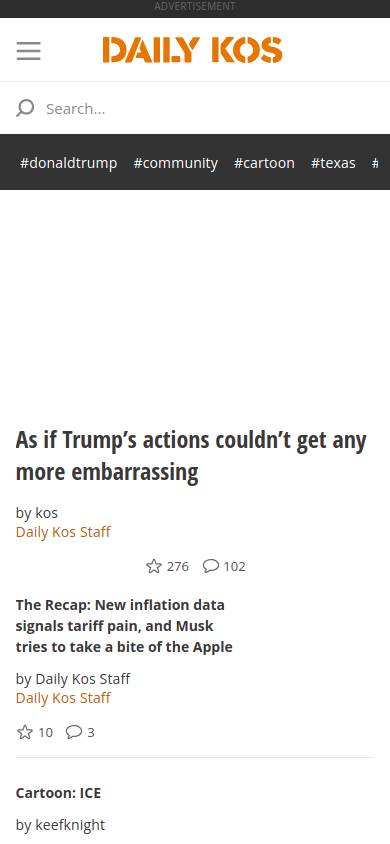 ADVERTISEMENT
DAILY KOS
Search...
#donaldtrump #community #cartoon #texas #
As if Trump’s actions couldn’t get any
more embarrassing
by kos
Daily Kos Staff
276 102
The Recap: New inflation data
signals tariff pain, and Musk
tries to take a bite of the Apple
by Daily Kos Staff
Daily Kos Staff
10 3
Cartoon: ICE
by keefknight